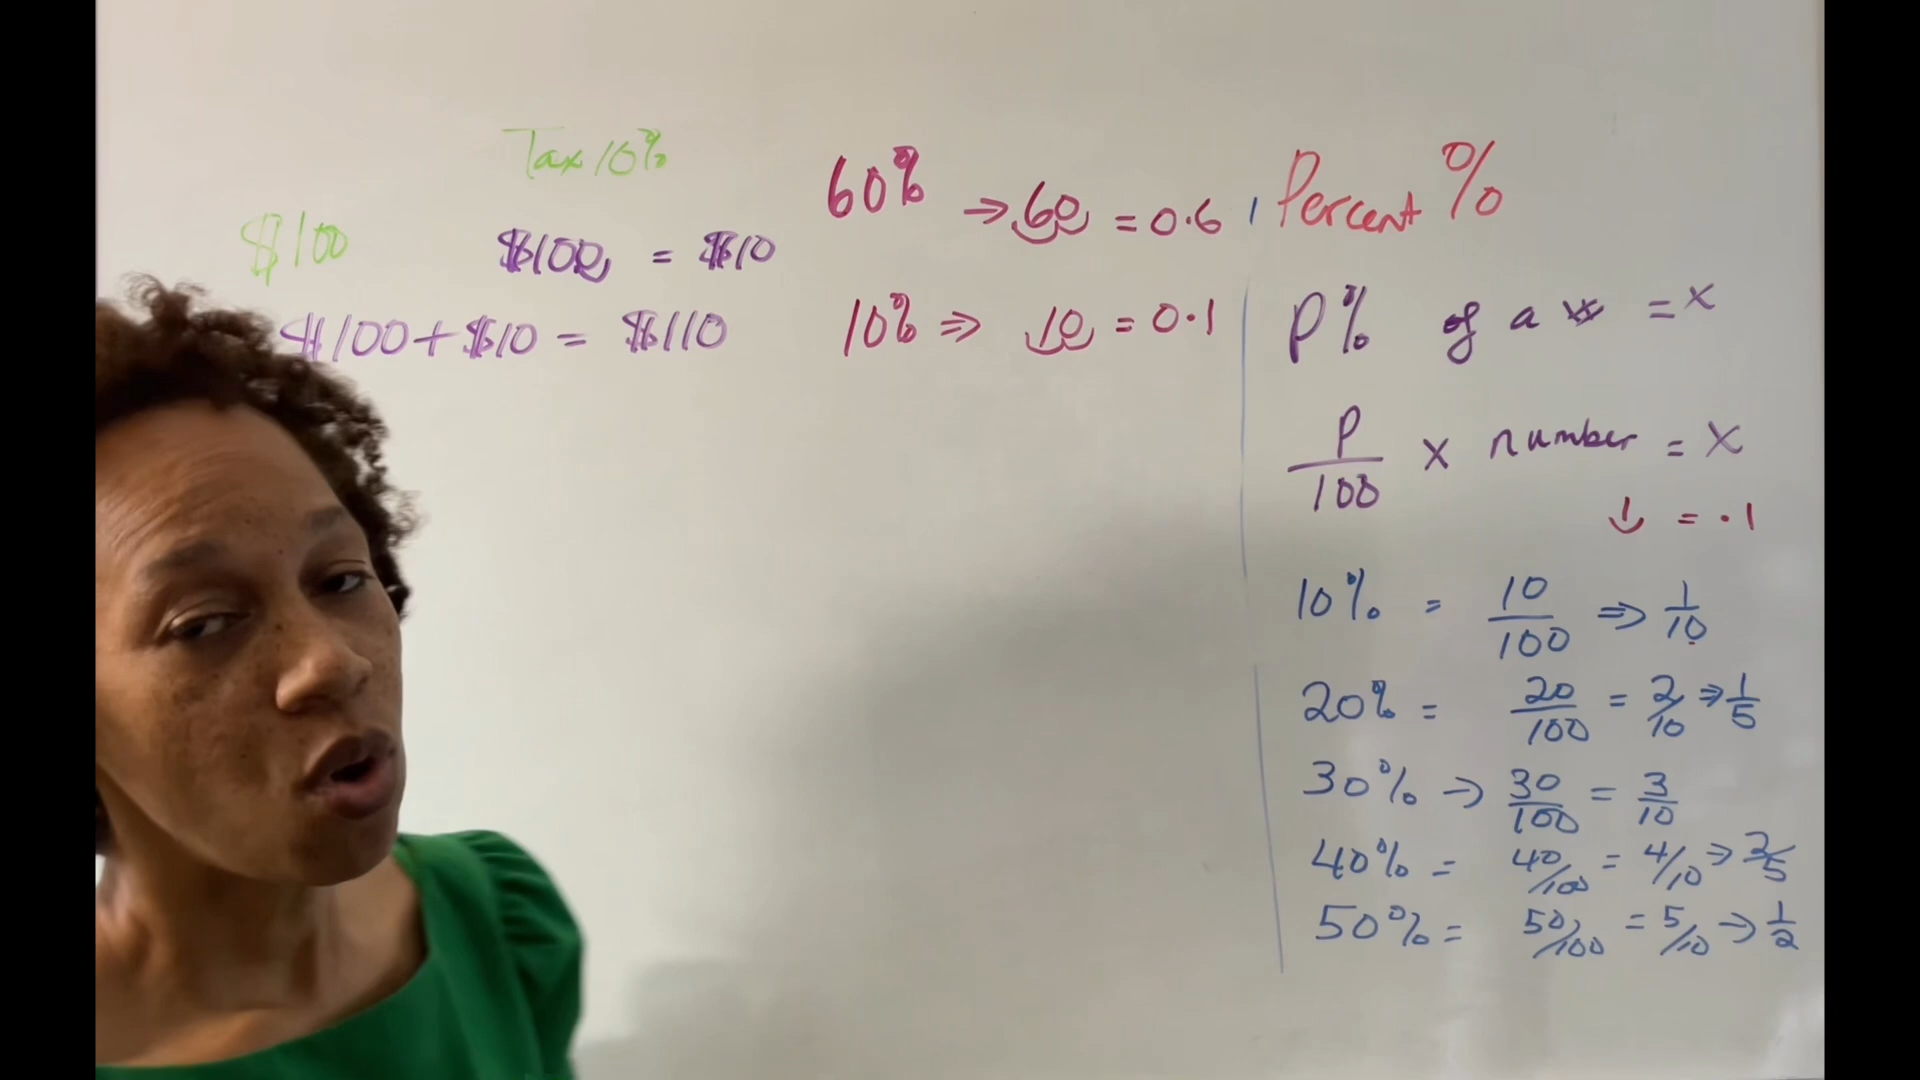 Tax 10%
$100
$100 = $10
$100 + $10 = $110
60% → 60 = 0.6
10% ⇒ 10 = 0.1
Percent %
P% of a # = x
P/100 x number = x
1 = .1
10% = 10/100 ⇒ 1/10
20% = 20/100 = 2/10 ⇒ 1/5
30% → 30/100 = 3/10
40% = 40/100 = 4/10 ⇒ 2/5
50% = 50/100 = 5/10 → 1/2